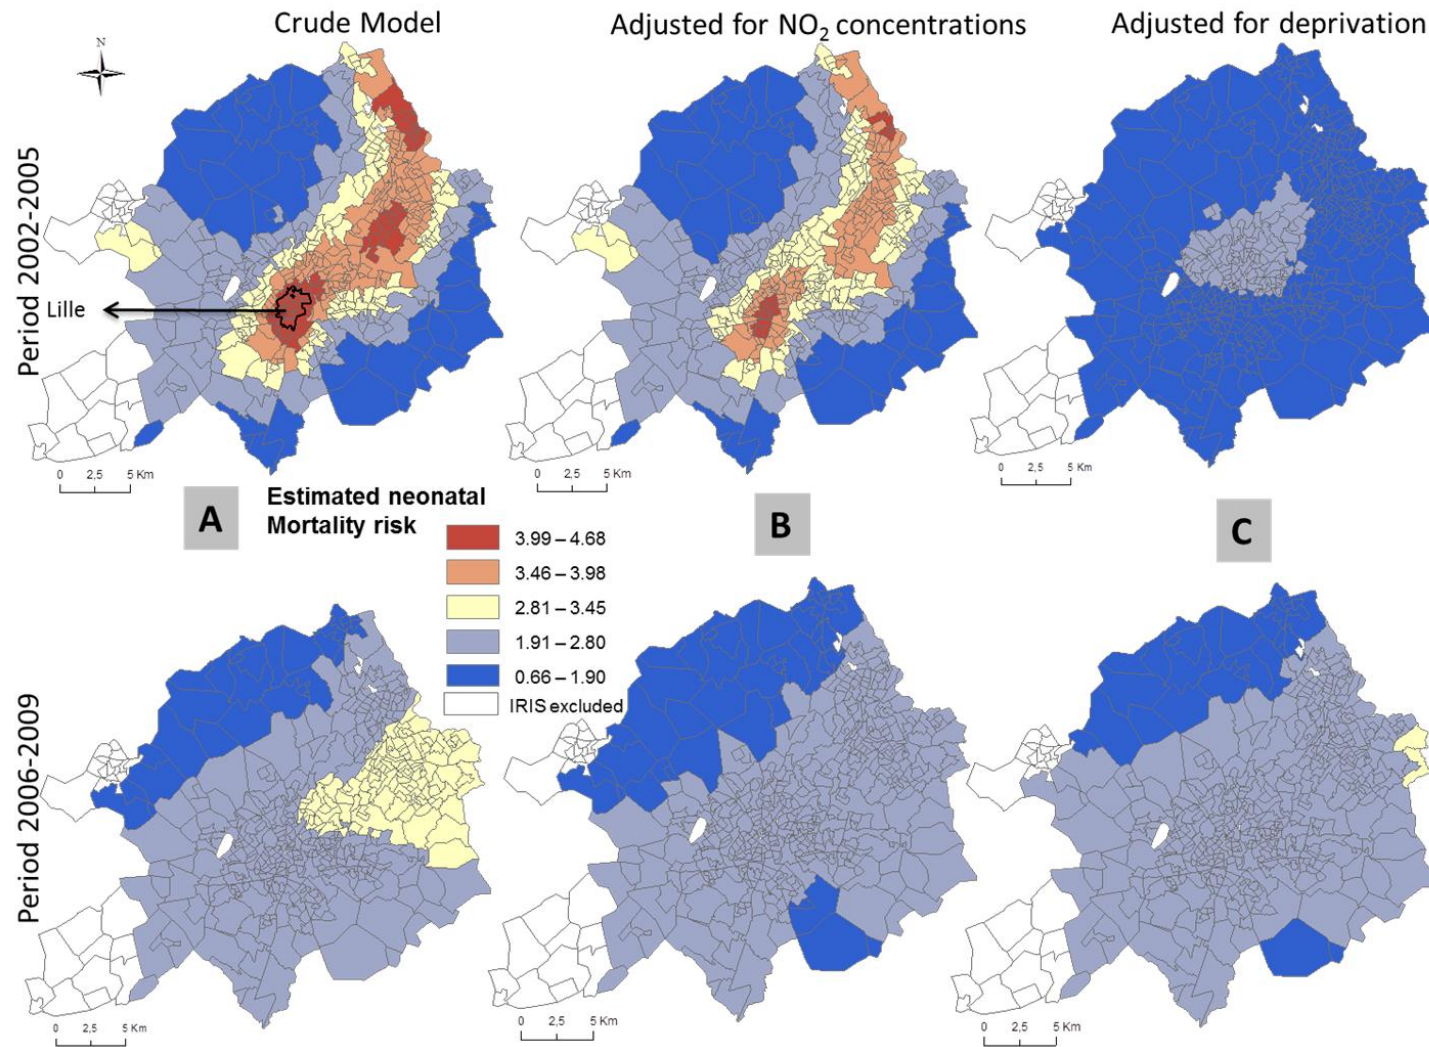 Crude Model
Adjusted for NO₂ concentrations
Adjusted for deprivation
N
Period 2002-2005
Lille
0 2,5 5 Km
0 2,5 5 Km
0 2,5 5 Km
A
Estimated neonatal
Mortality risk
B
C
3.99 – 4.68
3.46 – 3.98
2.81 – 3.45
1.91 – 2.80
0.66 – 1.90
IRIS excluded
Period 2006-2009
0 2,5 5 Km
0 2,5 5 Km
0 2,5 5 Km